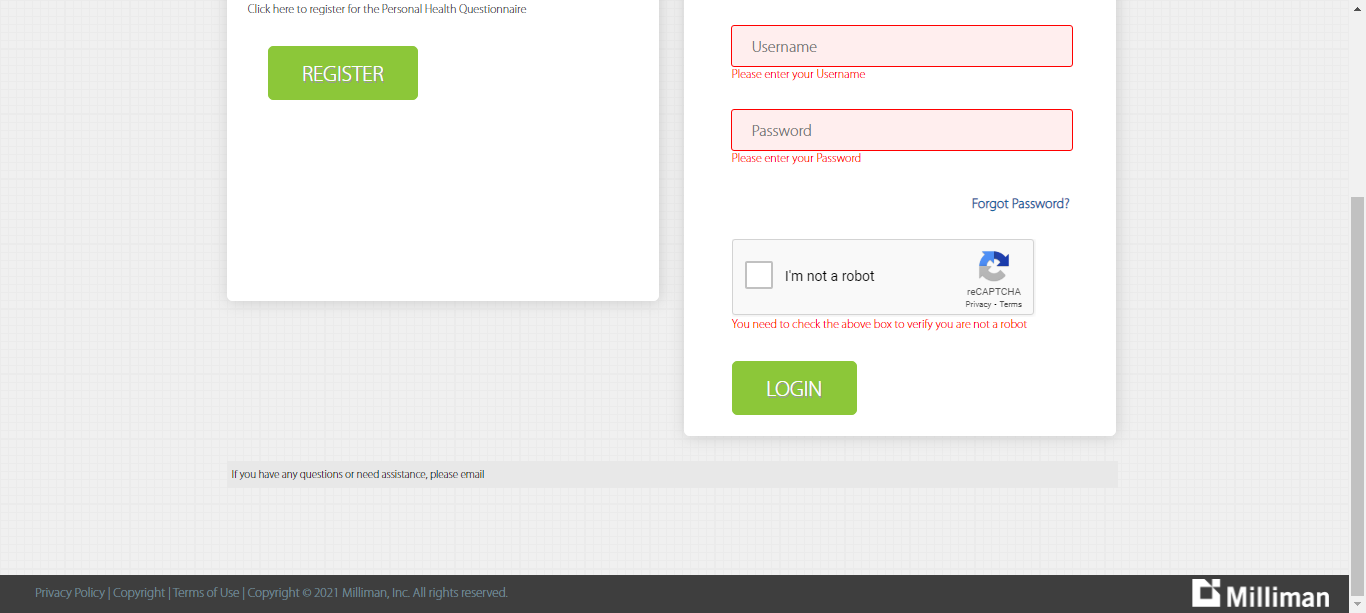 Click here to register for the Personal Health Questionnaire
REGISTER
Username
Please enter your Username
Password
Please enter your Password
Forgot Password?
I'm not a robot
reCAPTCHA
Privacy - Terms
You need to check the above box to verify you are not a robot
LOGIN
If you have any questions or need assistance, please email
Privacy Policy | Copyright | Terms of Use | Copyright © 2021 Milliman, Inc. All rights reserved.
Milliman